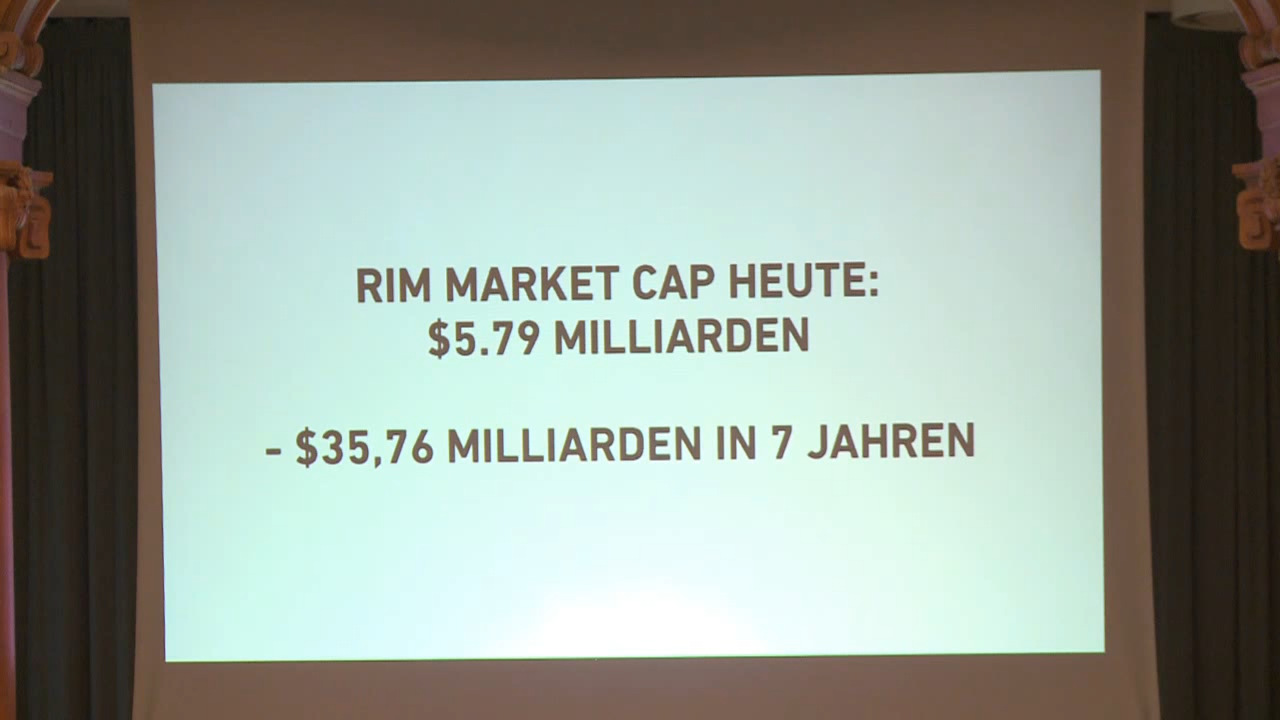 RIM MARKET CAP HEUTE:
$5.79 MILLIARDEN
- $35,76 MILLIARDEN IN 7 JAHREN